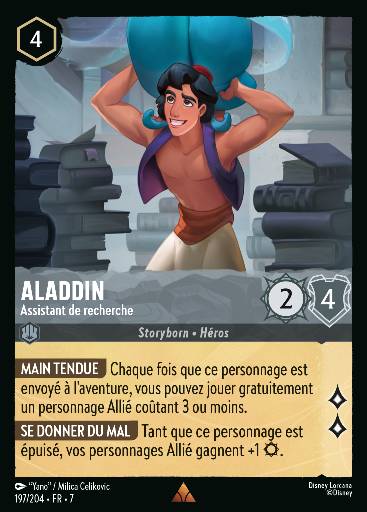 4
ALADDIN
Assistant de recherche
2
4
Storyborn • Héros
MAIN TENDUE Chaque fois que ce personnage est
envoyé à l'aventure, vous pouvez jouer gratuitement
un personnage Allié coûtant 3 ou moins.
SE DONNER DU MAL Tant que ce personnage est
épuisé, vos personnages Allié gagnent +1 .
"Yano" / Milica Celikovic
197/204 • FR • 7
Disney Lorcana
©Disney